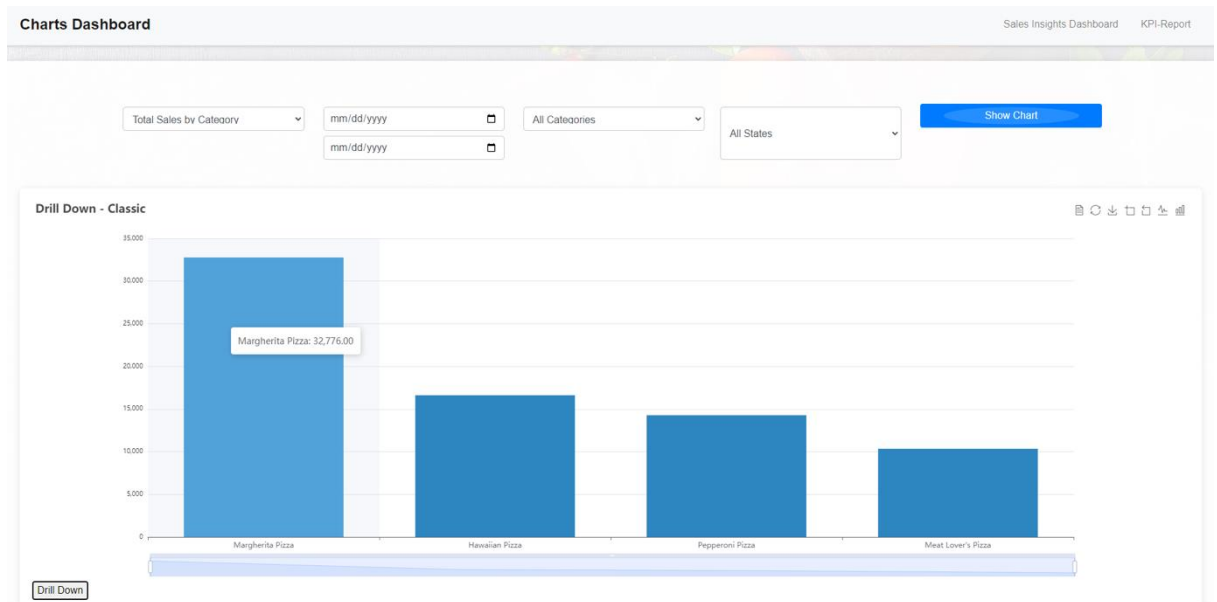 Charts Dashboard
Sales Insights Dashboard KPI-Report
Total Sales by Category
mm/dd/yyyy
All Categories
All States
Show Chart
mm/dd/yyyy
Drill Down - Classic
35.000
30.000
25.000
20.000
15.000
10.000
5.000
0
Margherita Pizza: 32,776.00
Margherita Pizza Hawaiian Pizza Pepperoni Pizza Meat Lover's Pizza
Drill Down